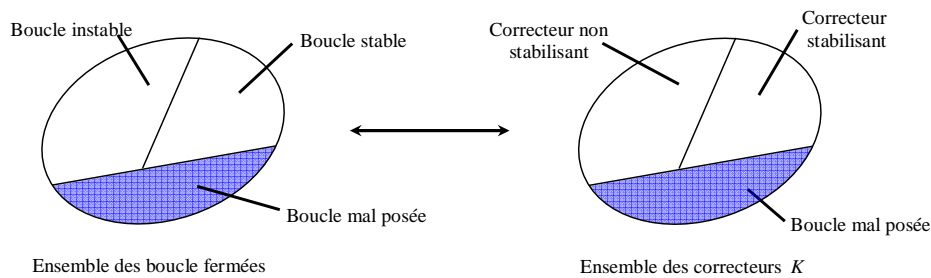 Boucle instable
Boucle stable
Boucle mal posée
Ensemble des boucle fermées
Correcteur non
stabilisant
Correcteur
stabilisant
Boucle mal posée
Ensemble des correcteurs K